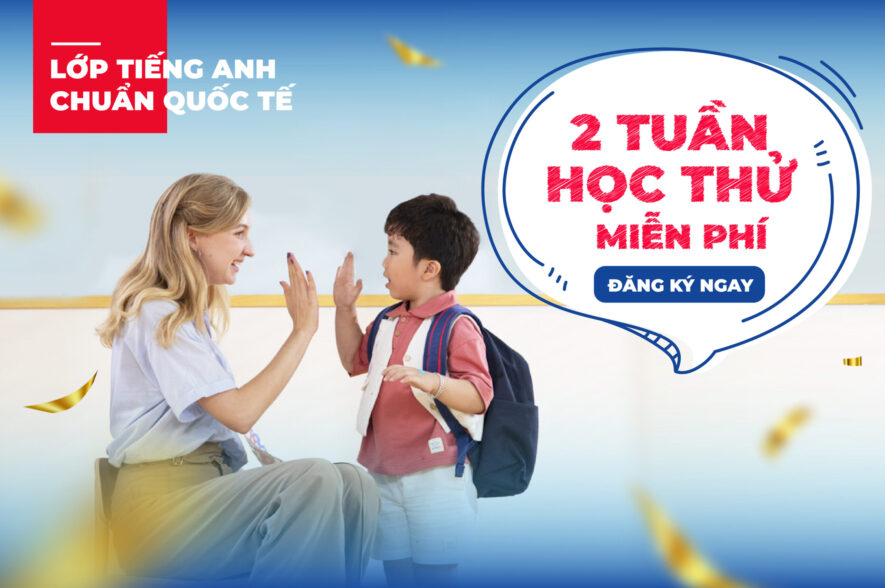 LỚP TIẾNG ANH
CHUẨN QUỐC TẾ
2 TUẦN
HỌC THỬ
MIỄN PHÍ
ĐĂNG KÝ NGAY